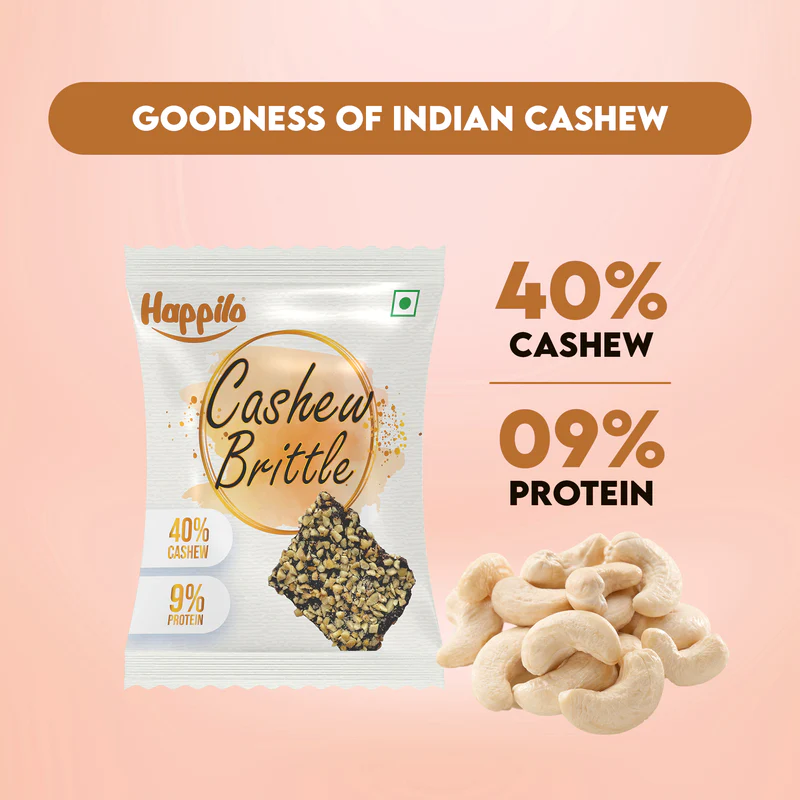 GOODNESS OF INDIAN CASHEW
Happilo
Cashew
Brittle
40%
CASHEW
9%
PROTEIN
40%
CASHEW
09%
PROTEIN